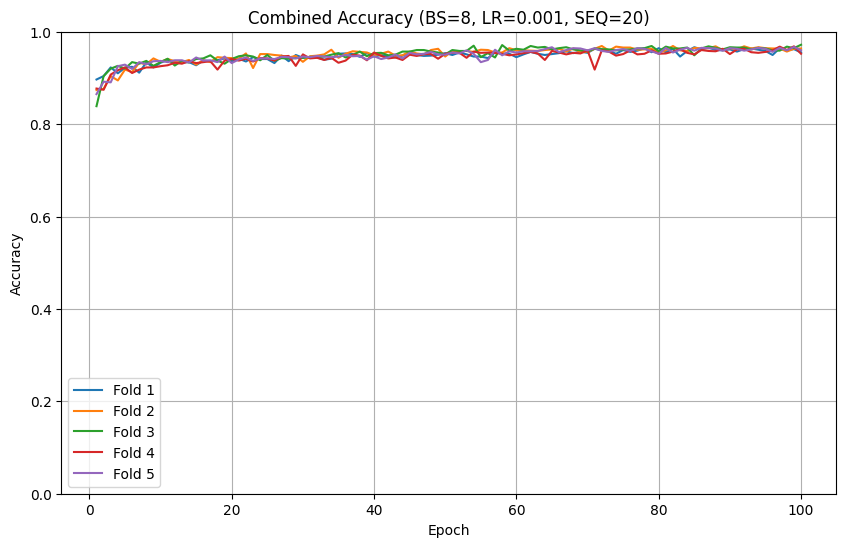 Combined Accuracy (BS=8, LR=0.001, SEQ=20)
1.0
0.8
0.6
0.4
0.2
0.0
Accuracy
Fold 1
Fold 2
Fold 3
Fold 4
Fold 5
0 20 40 60 80 100
Epoch